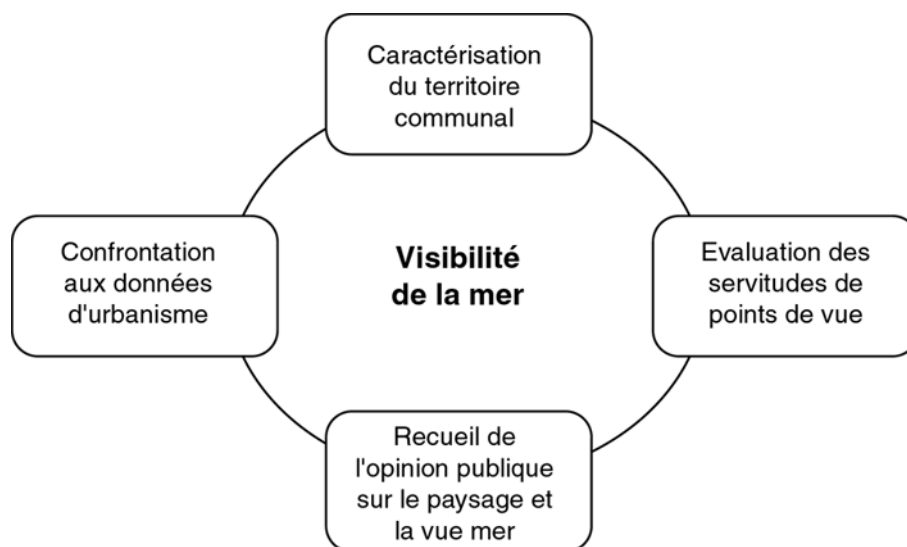 Caractérisation
du territoire
communal
Confrontation
aux données
d'urbanisme
Visibilité
de la mer
Evaluation des
servitudes de
points de vue
Recueil de
l'opinion publique
sur le paysage et
la vue mer